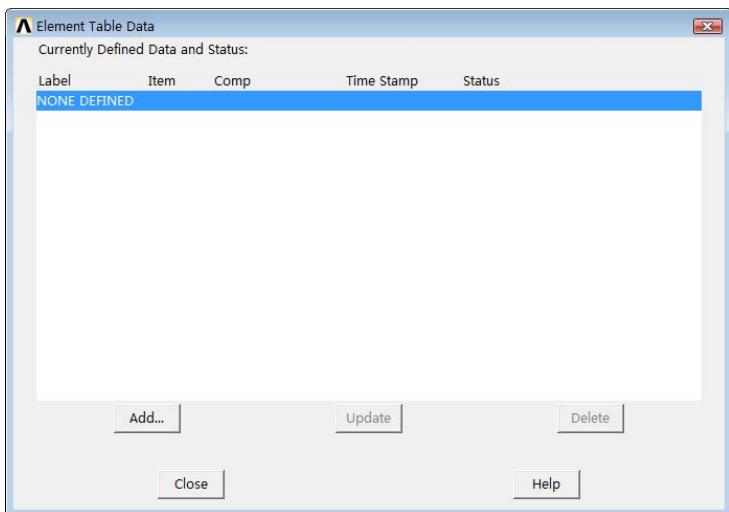 Element Table Data
Currently Defined Data and Status:
Label Item Comp Time Stamp Status
NONE DEFINED
Add... Update Delete
Close Help